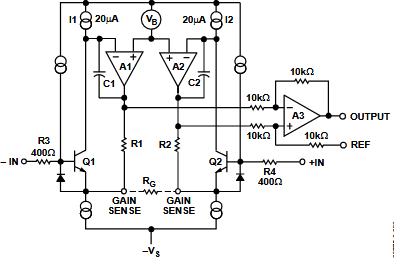 I1 20µA VB 20µA I2
A1 A2
C1 C2
10kΩ
10kΩ
A3 OUTPUT
10kΩ 10kΩ
REF
R3
400Ω
R1 R2
– IN Q1 Q2 +IN
RG
R4
400Ω
GAIN
SENSE
GAIN
SENSE
–VS